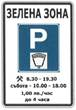 ЗЕЛЕНА ЗОНА
P
8.30 - 19.30
събота - 10.00 - 18.00
1,00 лв./час
до 4 часа